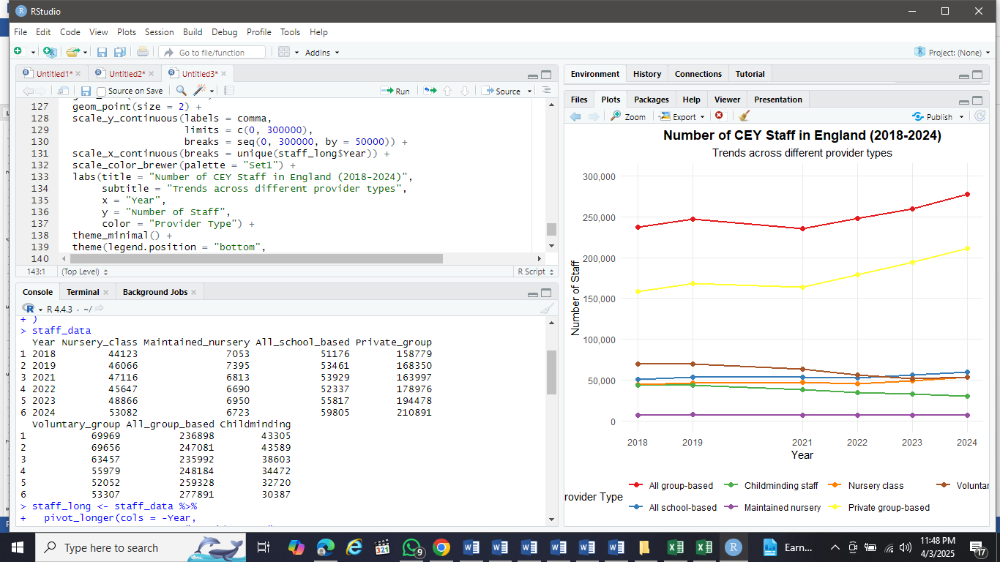 RStudio
File Edit Code View Plots Session Build Debug Profile Tools Help
Go to file/function
Addins
Project: (None)
Untitled1*
Untitled2*
Untitled3*
Source on Save
Run
Source
127 geom_point(size = 2) +
128 scale_y_continuous(labels = comma,
129 limits = c(0, 300000),
130 breaks = seq(0, 300000, by = 50000)) +
131 scale_x_continuous(breaks = unique(staff_long$Year)) +
132 scale_color_brewer(palette = "Set1") +
133 labs(title = "Number of CEY Staff in England (2018-2024)",
134 subtitle = "Trends across different provider types",
135 x = "Year",
136 y = "Number of Staff",
137 color = "Provider Type") +
138 theme_minimal() +
139 theme(legend.position = "bottom",
140
143:1 (Top Level) R Script
Console Terminal Background Jobs
R R 4.4.3 · ~/
+ )
> staff_data
Year Nursery_class Maintained_nursery All_school_based Private_group
1 2018 44123 7053 51176 158779
2 2019 46066 7395 53461 168350
3 2021 47116 6813 53929 163997
4 2022 45647 6690 52337 178976
5 2023 48866 6950 55817 194478
6 2024 53082 6723 59805 210891
Voluntary_group All_group_based Childminding
1 69969 236898 43305
2 69656 247081 43589
3 63457 235992 38603
4 55979 248184 34472
5 52052 259328 32720
6 53307 277891 30387
> staff_long <- staff_data %>%
+ pivot_longer(cols = -Year,
Environment History Connections Tutorial
Files Plots Packages Help Viewer Presentation
Zoom Export Publish
Number of CEY Staff in England (2018-2024)
Trends across different provider types
300,000
250,000
200,000
150,000
100,000
50,000
0
Number of Staff
2018 2019 2021 2022 2023 2024
Year
rovider Type
All group-based Childminding staff Nursery class Voluntar
All school-based Maintained nursery Private group-based
Type here to search
321
9
Earn...
11:48 PM
4/3/2025
17